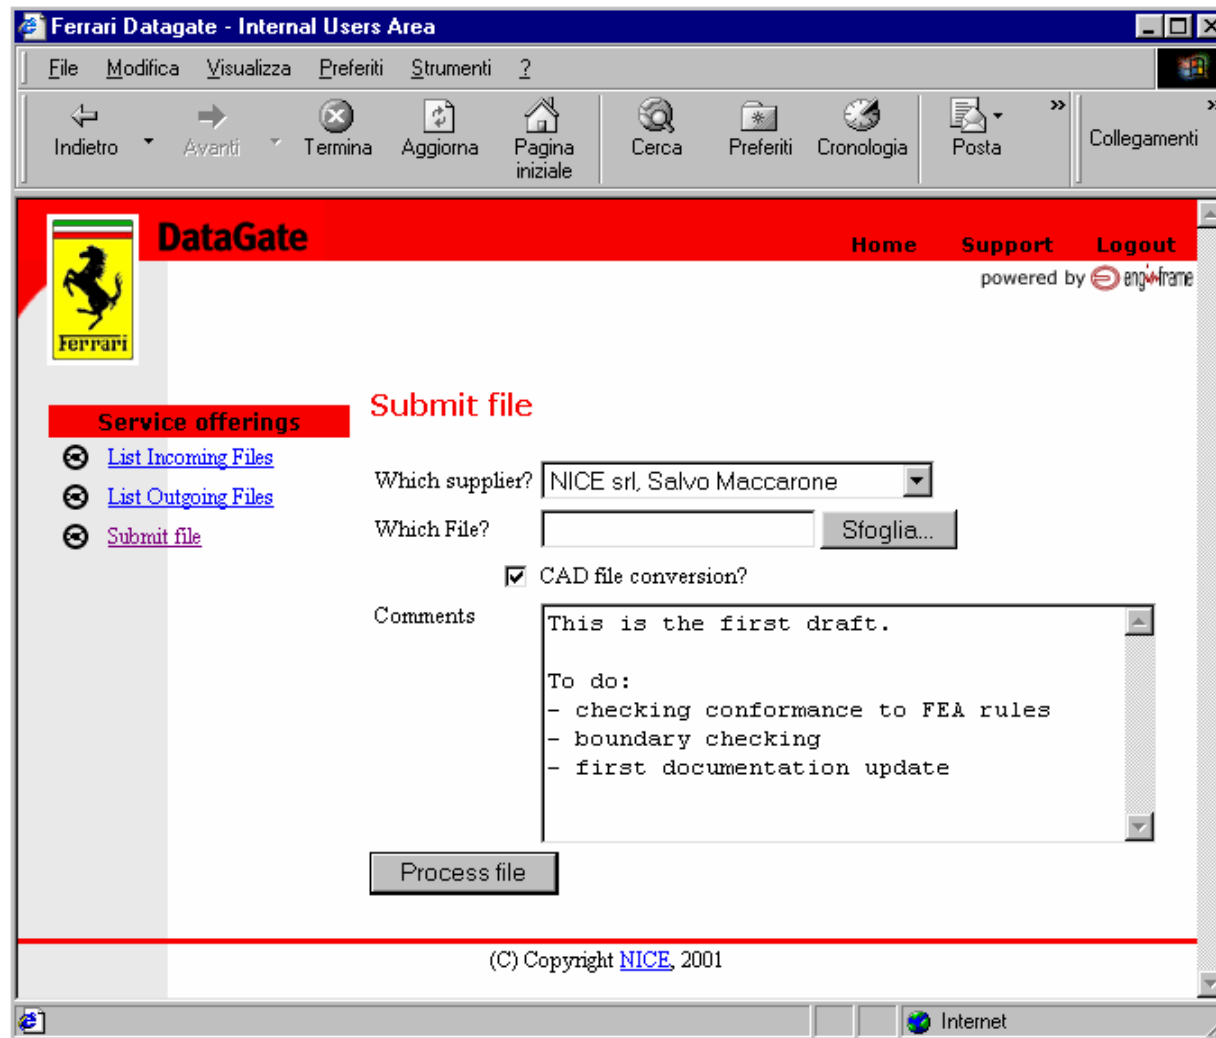 Ferrari Datagate - Internal Users Area
File Modifica Visualizza Preferiti Strumenti ?
Indietro Avanti Termina Aggiorna Pagina iniziale Cerca Preferiti Cronologia Posta » Collegamenti »
DataGate
Home Support Logout
powered by enginframe
Ferrari
Submit file
Service offerings
List Incoming Files
List Outgoing Files
Submit file
Which supplier? NICE srl, Salvo Maccarone
Which File? Sfoglia...
CAD file conversion?
Comments
This is the first draft.
To do:
- checking conformance to FEA rules
- boundary checking
- first documentation update
Process file
(C) Copyright NICE, 2001
Internet